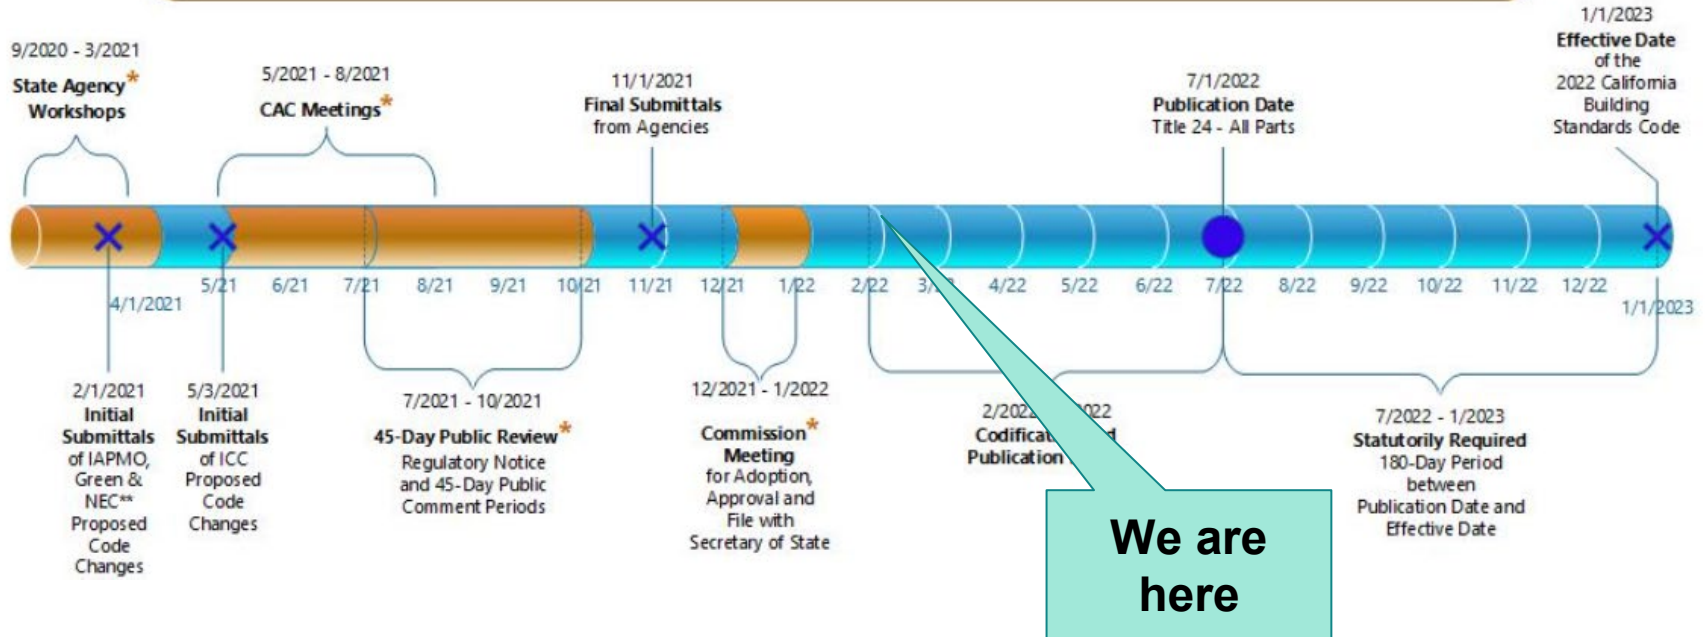 9/2020 - 3/2021
State Agency*
Workshops
5/2021 - 8/2021
CAC Meetings*
11/1/2021
Final Submittals
from Agencies
7/1/2022
Publication Date
Title 24 - All Parts
1/1/2023
Effective Date
of the
2022 California
Building
Standards Code
4/1/2021
5/21
6/21
7/21
8/21
9/21
10/21
11/21
12/21
1/22
2/22
4/22
5/22
6/22
7/22
8/22
9/22
10/22
11/22
12/22
1/1/2023
2/1/2021
Initial
Submittals
of IAPMO,
Green &
NEC**
Proposed
Code
Changes
5/3/2021
Initial
Submittals
of ICC
Proposed
Code
Changes
7/2021 - 10/2021
45-Day Public Review*
Regulatory Notice
and 45-Day Public
Comment Periods
12/2021 - 1/2022
Commission*
Meeting
for Adoption,
Approval and
File with
Secretary of State
Publication
7/2022 - 1/2023
Statutorily Required
180-Day Period
between
Publication Date and
Effective Date
We are
here